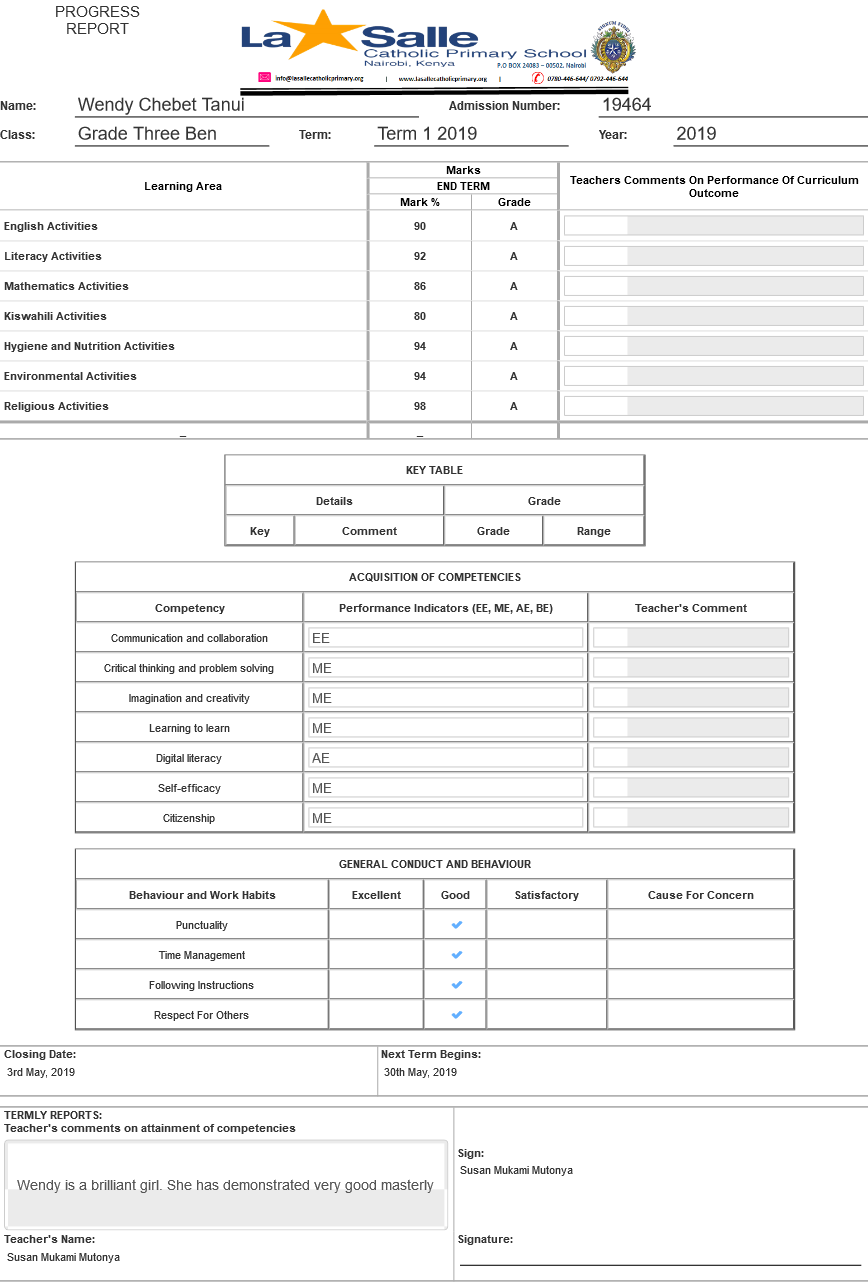 PROGRESS
REPORT
La Salle
Catholic Primary School
Nairobi, Kenya
P.O BOX 24083 – 00502, Nairobi
info@lasallecatholicprimary.org | www.lasallecatholicprimary.org | 0780-446-644/ 0792-446-644
Name: Wendy Chebet Tanui Admission Number: 19464
Class: Grade Three Ben Term: Term 1 2019 Year: 2019
Learning Area Marks Teachers Comments On Performance Of Curriculum Outcome
END TERM
Mark % Grade
English Activities 90 A
Literacy Activities 92 A
Mathematics Activities 86 A
Kiswahili Activities 80 A
Hygiene and Nutrition Activities 94 A
Environmental Activities 94 A
Religious Activities 98 A
_ _
KEY TABLE
Details Grade
Key Comment Grade Range
ACQUISITION OF COMPETENCIES
Competency Performance Indicators (EE, ME, AE, BE) Teacher's Comment
Communication and collaboration EE
Critical thinking and problem solving ME
Imagination and creativity ME
Learning to learn ME
Digital literacy AE
Self-efficacy ME
Citizenship ME
GENERAL CONDUCT AND BEHAVIOUR
Behaviour and Work Habits Excellent Good Satisfactory Cause For Concern
Punctuality ✓
Time Management ✓
Following Instructions ✓
Respect For Others ✓
Closing Date: Next Term Begins:
3rd May, 2019 30th May, 2019
TERMLY REPORTS:
Teacher's comments on attainment of competencies
Wendy is a brilliant girl. She has demonstrated very good masterly
Sign:
Susan Mukami Mutonya
Teacher's Name: Signature:
Susan Mukami Mutonya